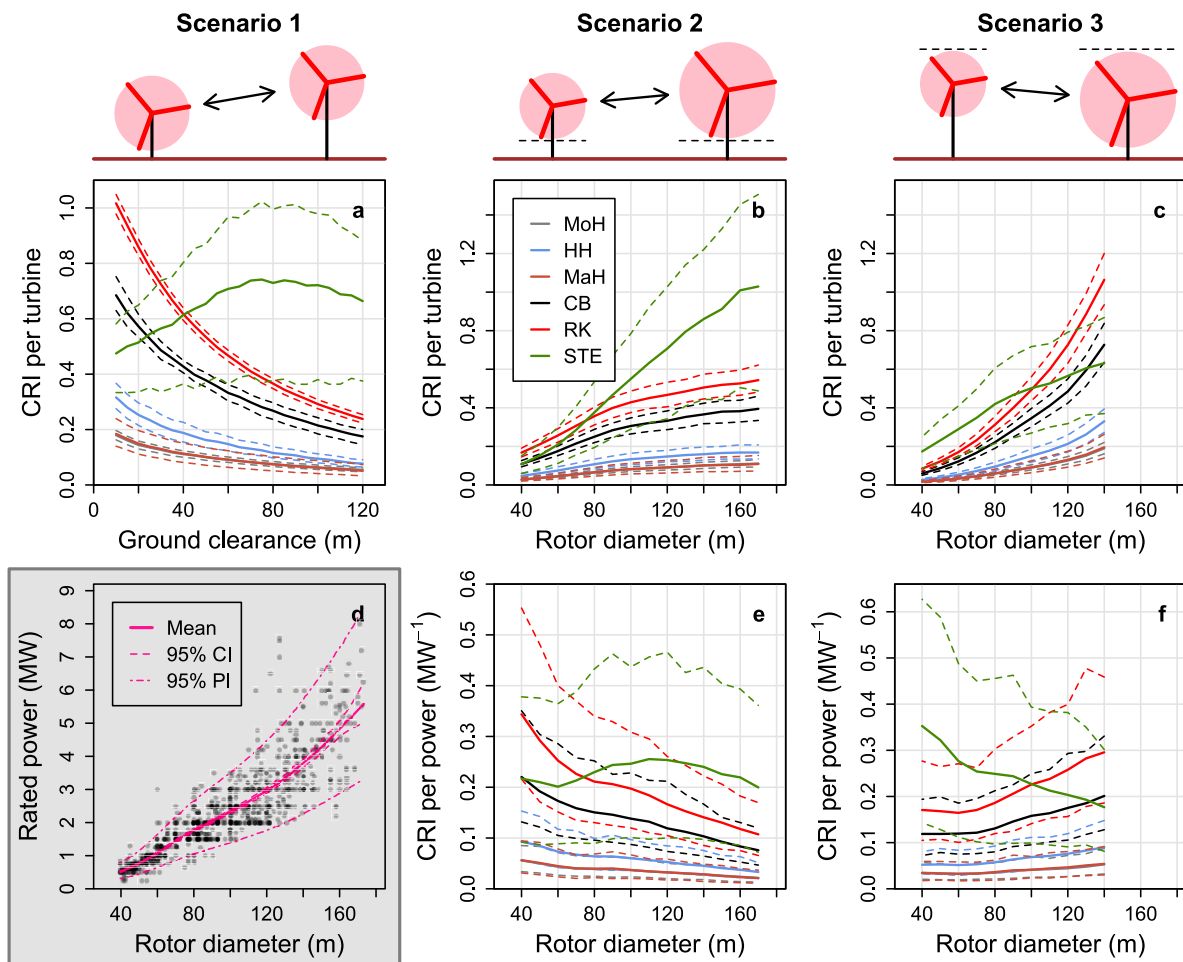 Scenario 1
Scenario 2
Scenario 3
a
CRI per turbine
0.0 0.2 0.4 0.6 0.8 1.0
0 40 80 120
Ground clearance (m)
b
MoH
HH
MaH
CB
RK
STE
CRI per turbine
0.0 0.4 0.8 1.2
40 80 120 160
Rotor diameter (m)
c
CRI per turbine
0.0 0.4 0.8 1.2
40 80 120 160
Rotor diameter (m)
d
Mean
95% CI
95% PI
Rated power (MW)
0 1 2 3 4 5 6 7 8 9
40 80 120 160
Rotor diameter (m)
e
CRI per power (MW⁻¹)
0.0 0.1 0.2 0.3 0.4 0.5 0.6
40 80 120 160
Rotor diameter (m)
f
CRI per power (MW⁻¹)
0.0 0.1 0.2 0.3 0.4 0.5 0.6
40 80 120 160
Rotor diameter (m)